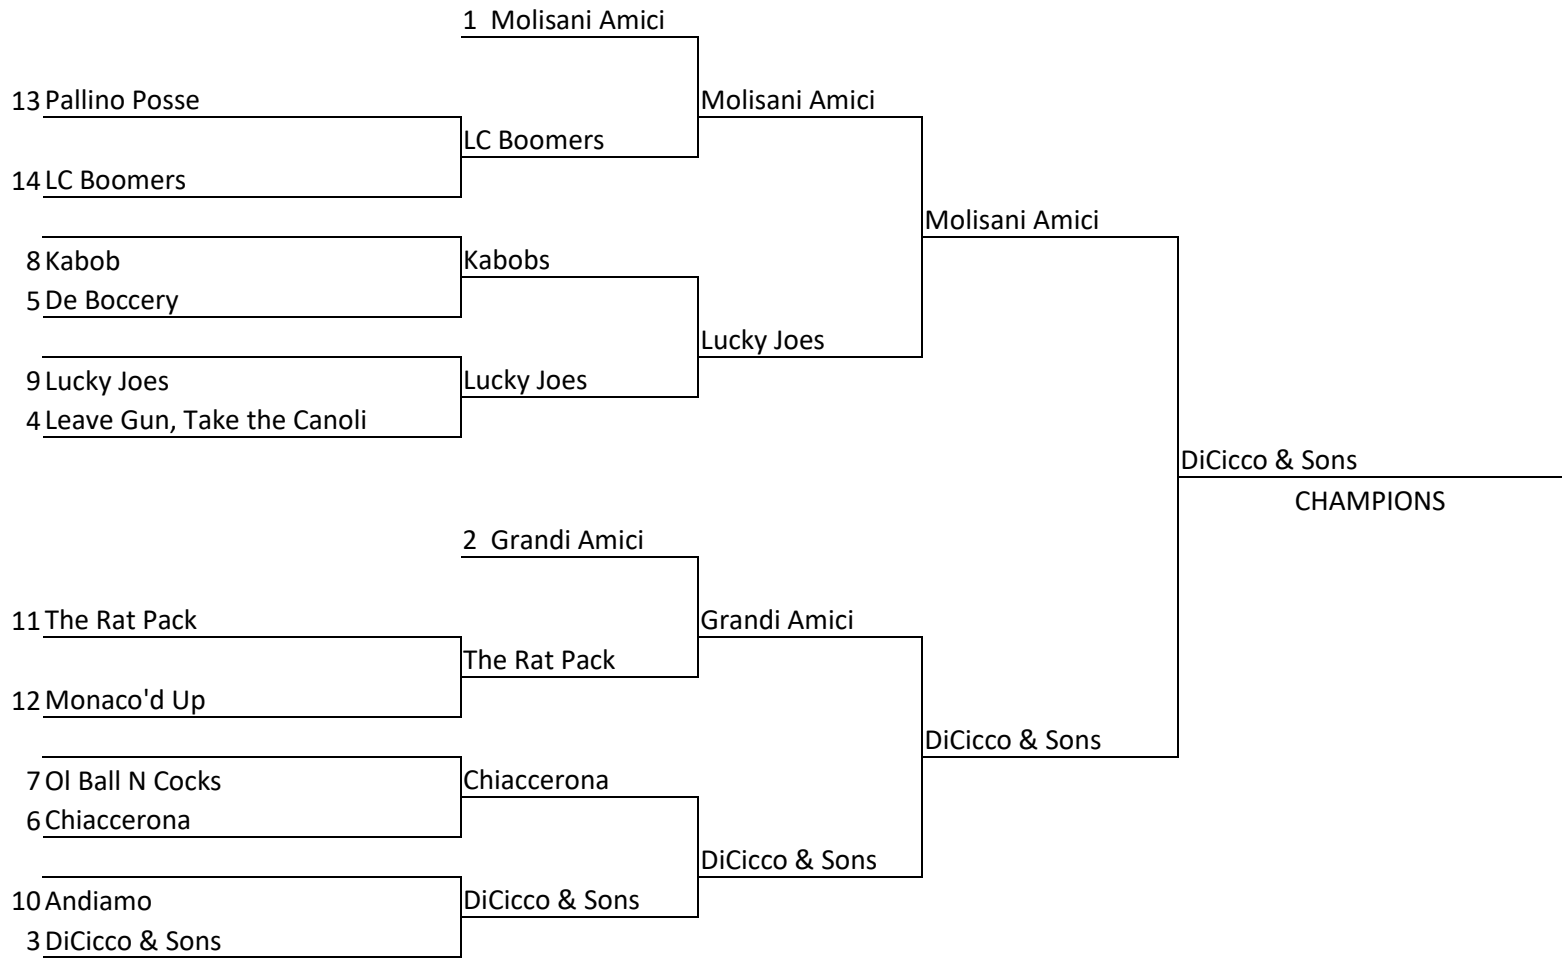 1 Molisani Amici
13 Pallino Posse
Molisani Amici
LC Boomers
14 LC Boomers
Molisani Amici
8 Kabob
Kabobs
5 De Boccery
Lucky Joes
9 Lucky Joes
Lucky Joes
4 Leave Gun, Take the Canoli
DiCicco & Sons
CHAMPIONS
2 Grandi Amici
11 The Rat Pack
Grandi Amici
The Rat Pack
12 Monaco'd Up
DiCicco & Sons
7 Ol Ball N Cocks
Chiaccerona
6 Chiaccerona
DiCicco & Sons
10 Andiamo
DiCicco & Sons
3 DiCicco & Sons